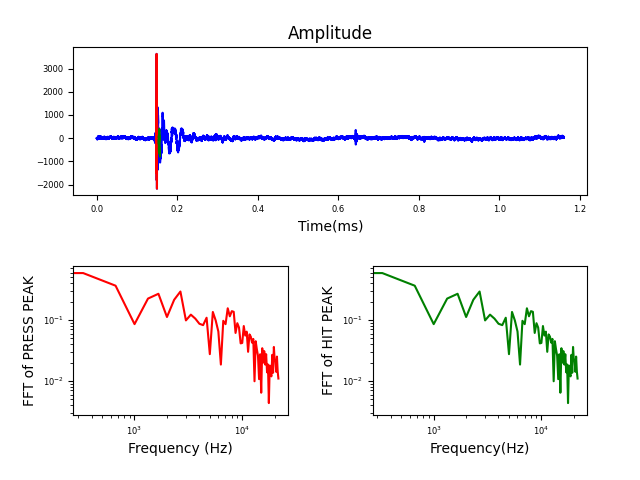 Amplitude
3000
2000
1000
0
−1000
−2000
0.0 0.2 0.4 0.6 0.8 1.0 1.2
Time(ms)
FFT of PRESS PEAK
10⁻¹
10⁻²
10³ 10⁴
Frequency (Hz)
FFT of HIT PEAK
10⁻¹
10⁻²
10³ 10⁴
Frequency(Hz)